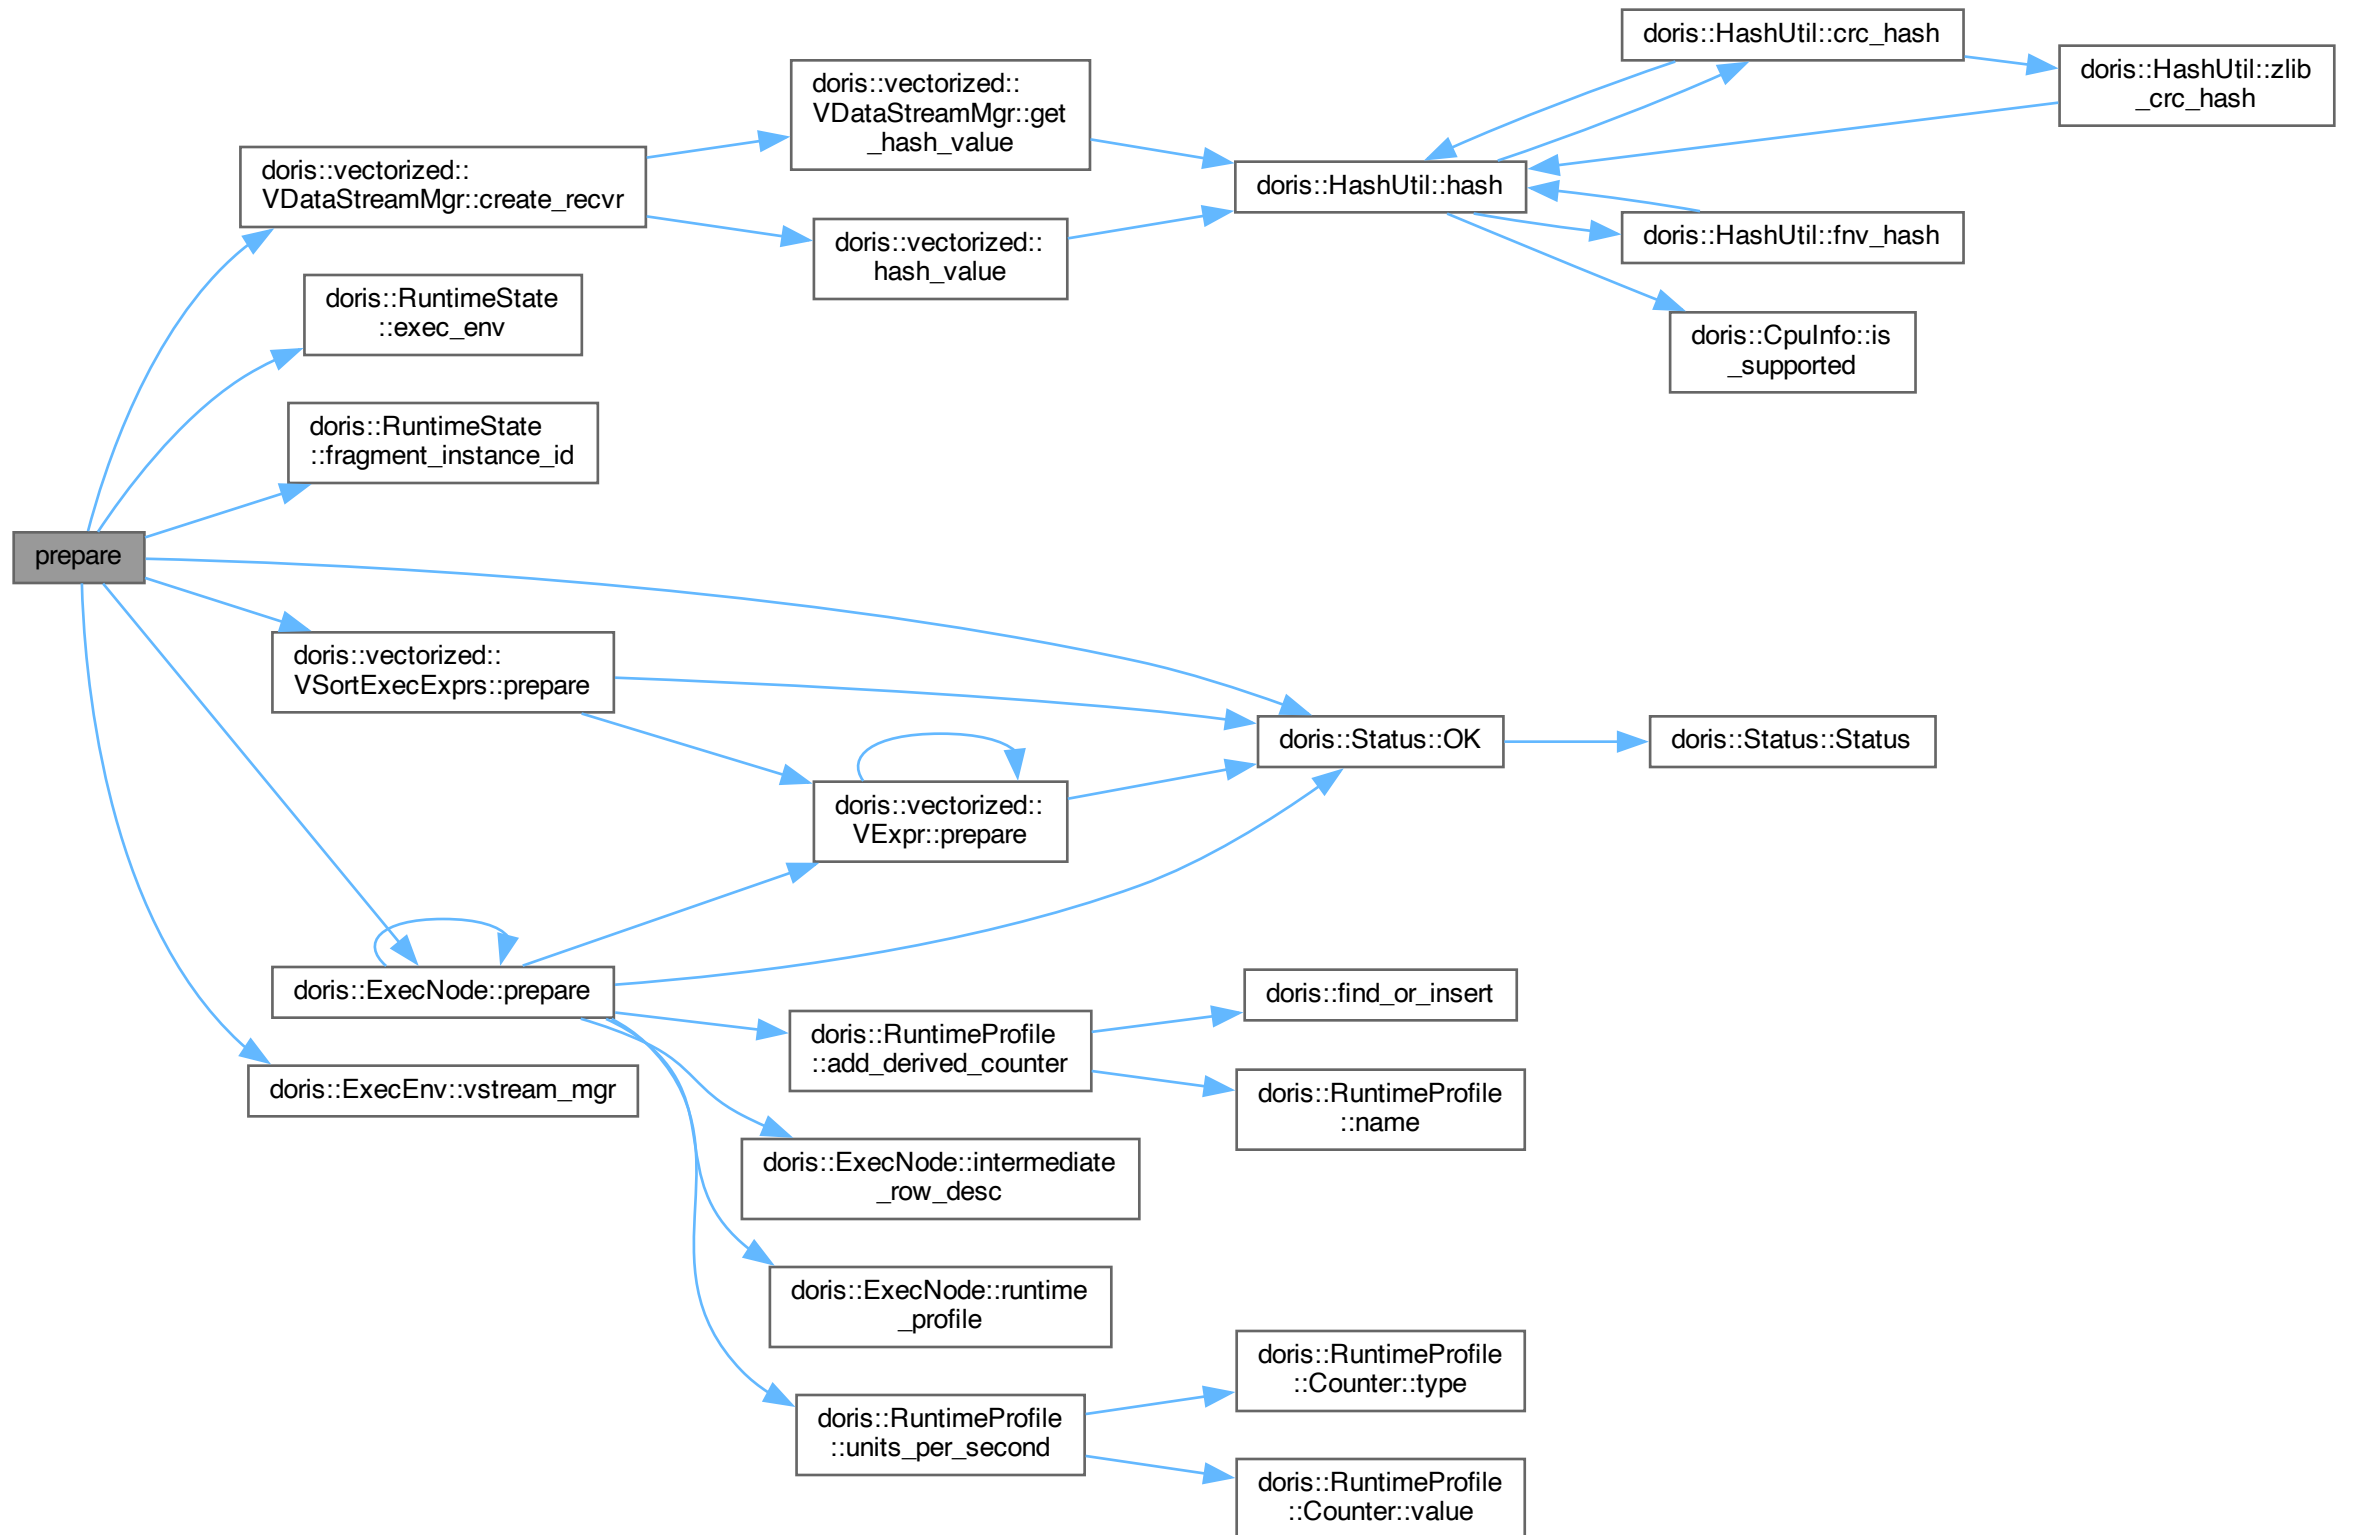 prepare
doris::vectorized::
VDataStreamMgr::create_recvr
doris::vectorized::
VDataStreamMgr::get
_hash_value
doris::vectorized::
hash_value
doris::HashUtil::hash
doris::HashUtil::crc_hash
doris::HashUtil::zlib
_crc_hash
doris::HashUtil::fnv_hash
doris::CpuInfo::is
_supported
doris::RuntimeState
::exec_env
doris::RuntimeState
::fragment_instance_id
doris::vectorized::
VSortExecExprs::prepare
doris::vectorized::
VExpr::prepare
doris::Status::OK
doris::Status::Status
doris::ExecNode::prepare
doris::RuntimeProfile
::add_derived_counter
doris::find_or_insert
doris::RuntimeProfile
::name
doris::ExecNode::intermediate
_row_desc
doris::ExecNode::runtime
_profile
doris::RuntimeProfile
::units_per_second
doris::RuntimeProfile
::Counter::type
doris::RuntimeProfile
::Counter::value
doris::ExecEnv::vstream_mgr